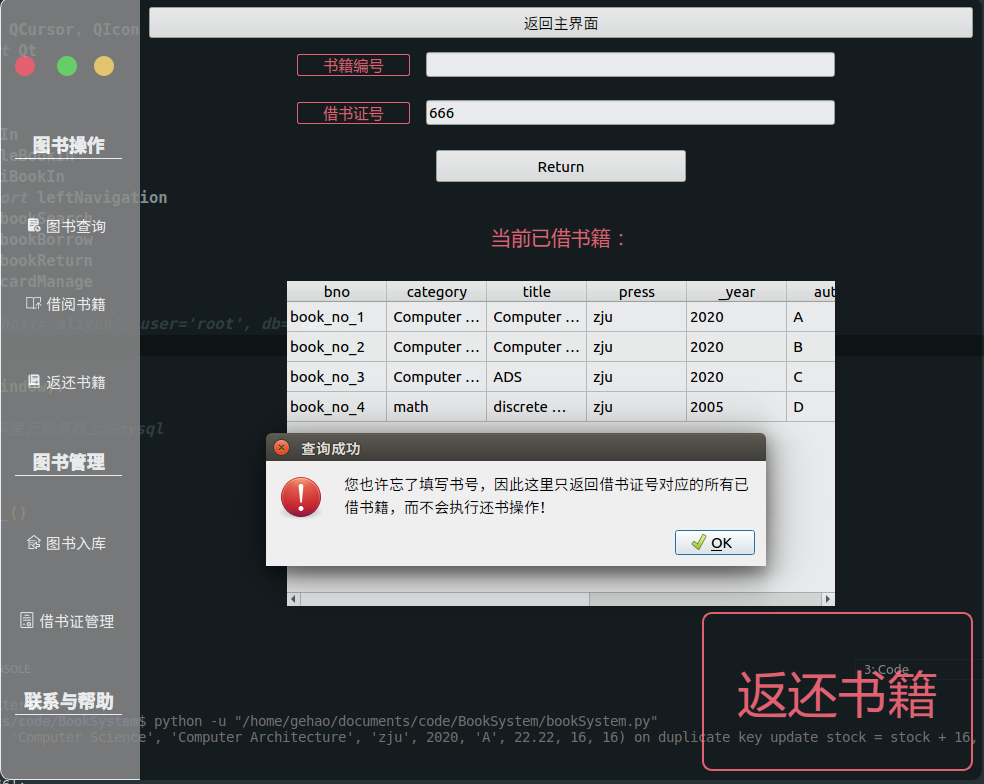 返回主界面
QCursor, QIcon
Qt
书籍编号
借书证号
666
Return
图书操作
ort leftNavigation
图书查询
bookBorrow
bookReturn
cardManage
借阅书籍
user='root', db=
返还书籍
当前已借书籍：
bno category title press _year aut
book_no_1 Computer ... Computer ... zju 2020 A
book_no_2 Computer ... Computer ... zju 2020 B
book_no_3 Computer ... ADS zju 2020 C
book_no_4 math discrete ... zju 2005 D
查询成功
您也许忘了填写书号，因此这里只返回借书证号对应的所有已
借书籍，而不会执行还书操作！
OK
图书管理
图书入库
借书证管理
联系与帮助
3: Code
返还书籍
s/code/BookSystem$ python -u "/home/gehao/documents/code/BookSystem/bookSystem.py"
'Computer Science', 'Computer Architecture', 'zju', 2020, 'A', 22.22, 16, 16) on duplicate key update stock = stock + 16,